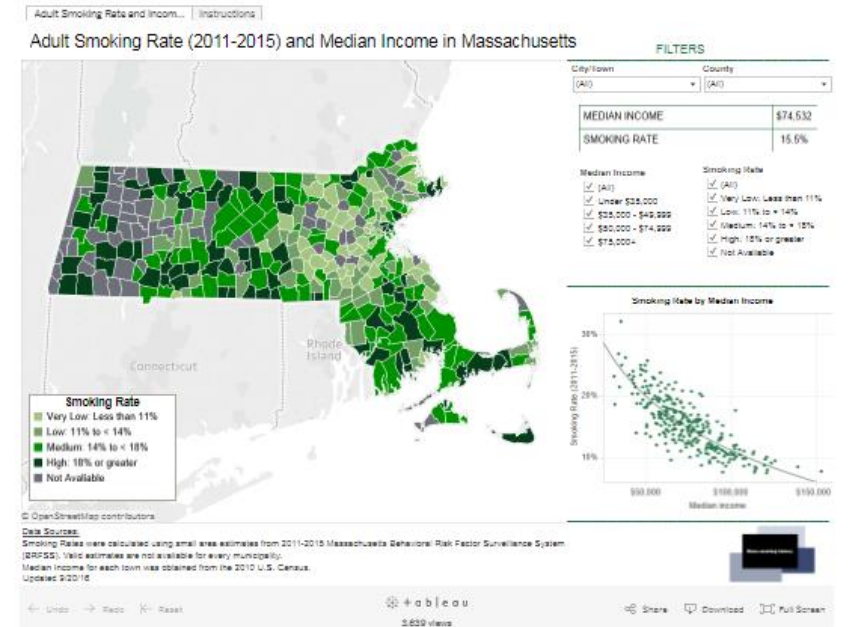 Adult Smoking Rate and Incom... Instructions
Adult Smoking Rate (2011-2015) and Median Income in Massachusetts
FILTERS
City/Town County
(All) (All)
MEDIAN INCOME $74,532
SMOKING RATE 15.5%
Median Income Smoking Rate
(All) (All)
Under $35,000 Very Low: Less than 11%
$35,000 - $49,999 Low: 11% to < 14%
$50,000 - $74,999 Medium: 14% to < 18%
$75,000+ High: 18% or greater
Not Available
Smoking Rate by Median Income
30%
20%
10%
Smoking Rate (2011-2015)
$50,000 $100,000 $150,000
Median Income
Connecticut
Rhode
Island
Smoking Rate
Very Low: Less than 11%
Low: 11% to < 14%
Medium: 14% to < 18%
High: 18% or greater
Not Available
© OpenStreetMap contributors
Data Sources:
Smoking Rates were calculated using small area estimates from 2011-2015 Massachusetts Behavioral Risk Factor Surveillance System
(BRFSS). Valid estimates are not available for every municipality.
Median Income for each town was obtained from the 2010 U.S. Census.
Updated 9/20/16
Undo Redo Reset
+ableau
Share Download Full Screen
3,639 views